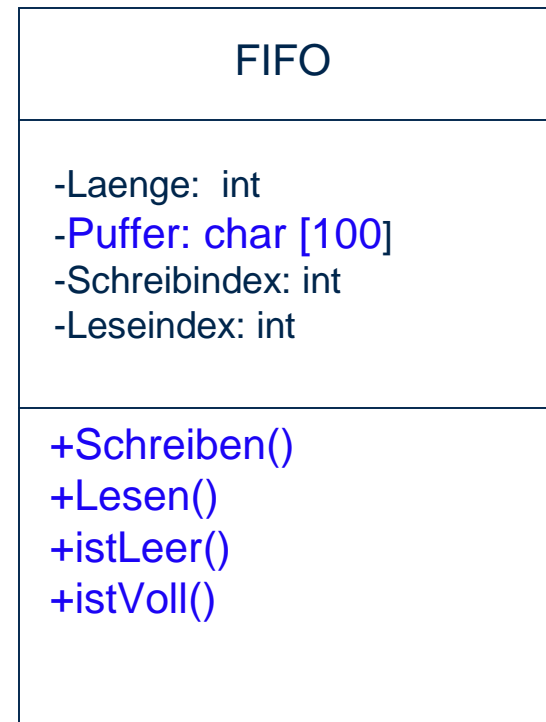 FIFO
-Laenge: int
-Puffer: char [100]
-Schreibindex: int
-Leseindex: int
+Schreiben()
+Lesen()
+istLeer()
+istVoll()